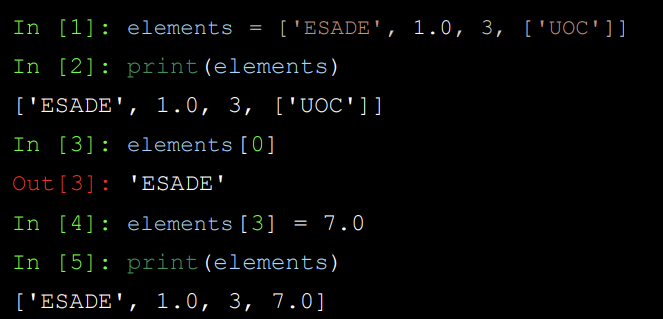 In [1]: elements = ['ESADE', 1.0, 3, ['UOC']]
In [2]: print(elements)
['ESADE', 1.0, 3, ['UOC']]
In [3]: elements[0]
Out[3]: 'ESADE'
In [4]: elements[3] = 7.0
In [5]: print(elements)
['ESADE', 1.0, 3, 7.0]